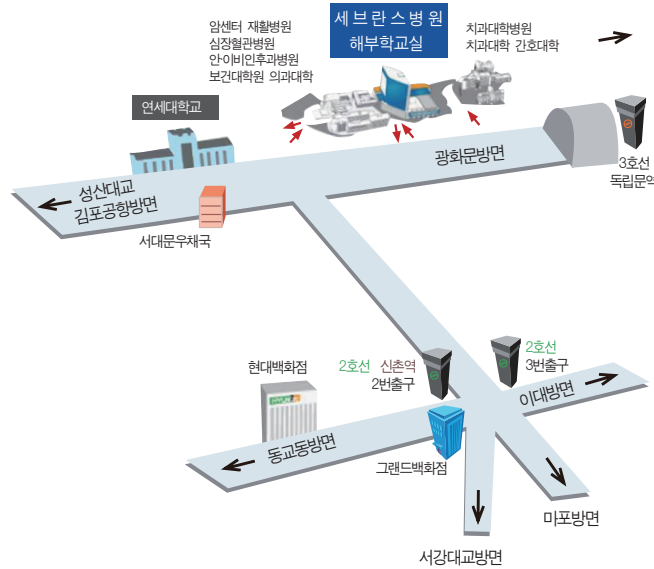 세브란스병원
해부학교실
암센터 재활병원
심장혈관병원
안·이비인후과병원
보건대학원 의과대학
치과대학병원
치과대학 간호대학
연세대학교
광화문방면
3호선
독립문역
성산대교
김포공항방면
서대문우체국
현대백화점
2호선 신촌역
2번출구
2호선
3번출구
이대방면
동교동방면
그랜드백화점
마포방면
서강대교방면